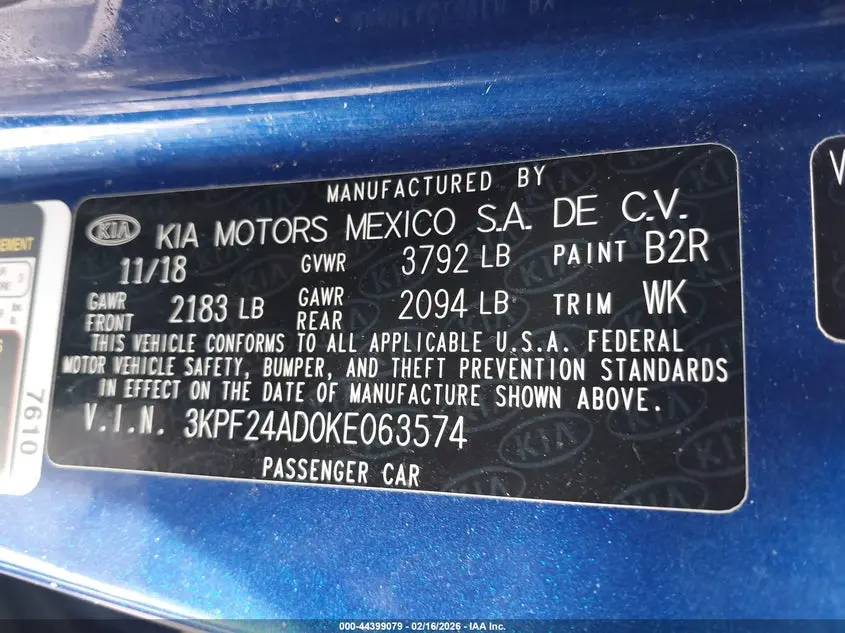 MANUFACTURED BY
KIA KIA MOTORS MEXICO S.A. DE C.V.
11/18 GVWR 3792 LB PAINT B2R
GAWR FRONT 2183 LB GAWR REAR 2094 LB TRIM WK
THIS VEHICLE CONFORMS TO ALL APPLICABLE U.S.A. FEDERAL
MOTOR VEHICLE SAFETY, BUMPER, AND THEFT PREVENTION STANDARDS
IN EFFECT ON THE DATE OF MANUFACTURE SHOWN ABOVE.
V.I.N. 3KPF24AD0KE063574
PASSENGER CAR
7610
000-44399079 - 02/16/2026 - IAA Inc.